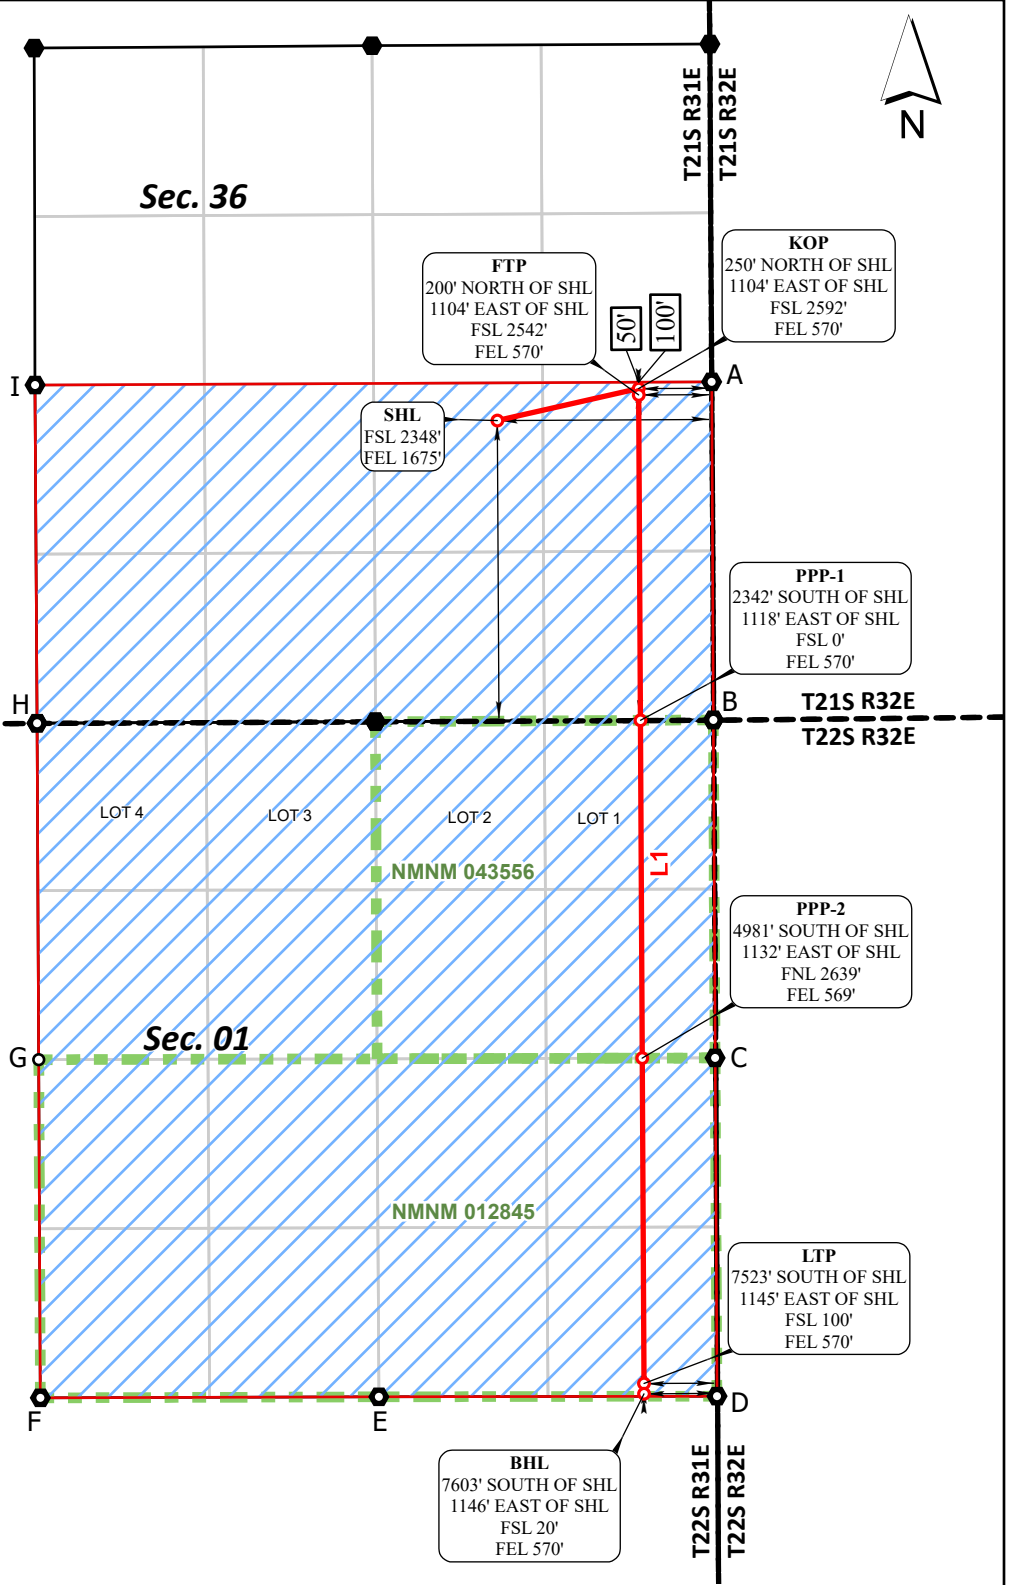 T21S R31E
T21S R32E
N
Sec. 36
KOP
250' NORTH OF SHL
1104' EAST OF SHL
FSL 2592'
FEL 570'
FTP
200' NORTH OF SHL
1104' EAST OF SHL
FSL 2542'
FEL 570'
50'
100'
I
A
SHL
FSL 2348'
FEL 1675'
PPP-1
2342' SOUTH OF SHL
1118' EAST OF SHL
FSL 0'
FEL 570'
H
B
T21S R32E
T22S R32E
LOT 4
LOT 3
LOT 2
LOT 1
L1
NMNM 043556
PPP-2
4981' SOUTH OF SHL
1132' EAST OF SHL
FNL 2639'
FEL 569'
Sec. 01
G
C
NMNM 012845
LTP
7523' SOUTH OF SHL
1145' EAST OF SHL
FSL 100'
FEL 570'
F
E
D
BHL
7603' SOUTH OF SHL
1146' EAST OF SHL
FSL 20'
FEL 570'
T22S R31E
T22S R32E